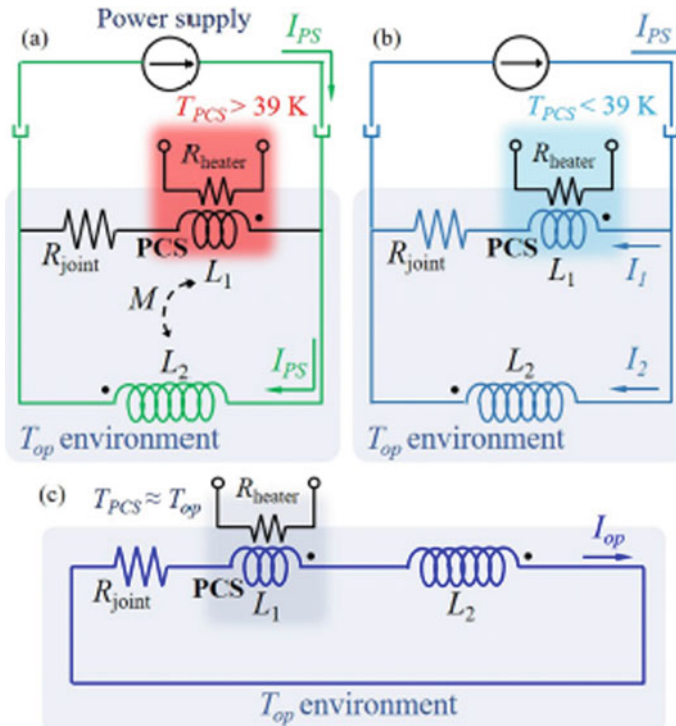 Power supply
(a)
I_PS
T_PCS > 39 K
R_heater
R_joint
PCS
L_1
M
L_2
I_PS
T_op environment
(b)
I_PS
T_PCS < 39 K
R_heater
R_joint
PCS
L_1
I_1
L_2
I_2
T_op environment
(c)
T_PCS ≈ T_op
R_heater
I_op
R_joint
PCS
L_1
L_2
T_op environment